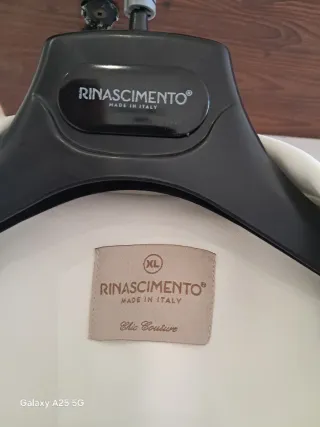 RINASCIMENTO®
MADE IN ITALY
XL
RINASCIMENTO®
MADE IN ITALY
Chic Couture
Galaxy A25 5G